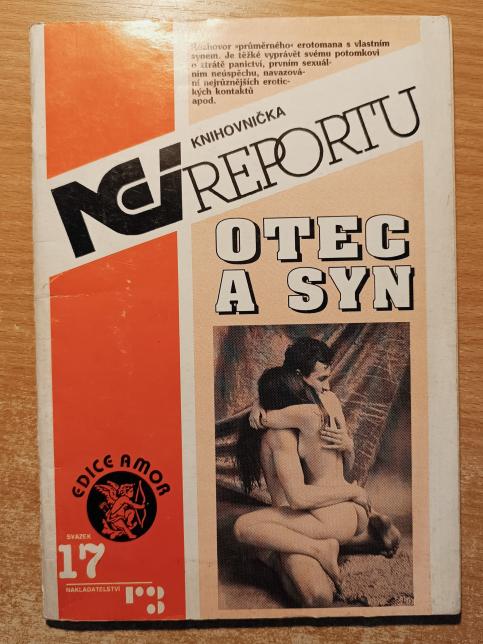 Rozhovor »průměrného« erotomana s vlastním
synem. Je těžké vyprávět svému potomkovi
o ztrátě panictví, prvním sexuál-
ním neúspěchu, navazová-
ní nejrůznějších erotic-
kých kontaktů
apod.
KNIHOVNIČKA
NEI REPORTU
OTEC
A SYN
EDICE AMOR
SVAZEK
17
NAKLADATELSTVÍ